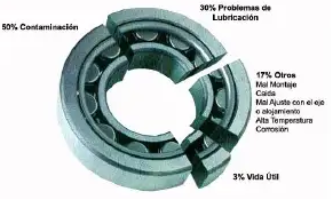 30% Problemas de
Lubricación
50% Contaminación
17% Otros
Mal Montaje
Caida
Mal Ajuste con el eje
o alojamiento
Alta Temperatura
Corrosión
3% Vida Útil